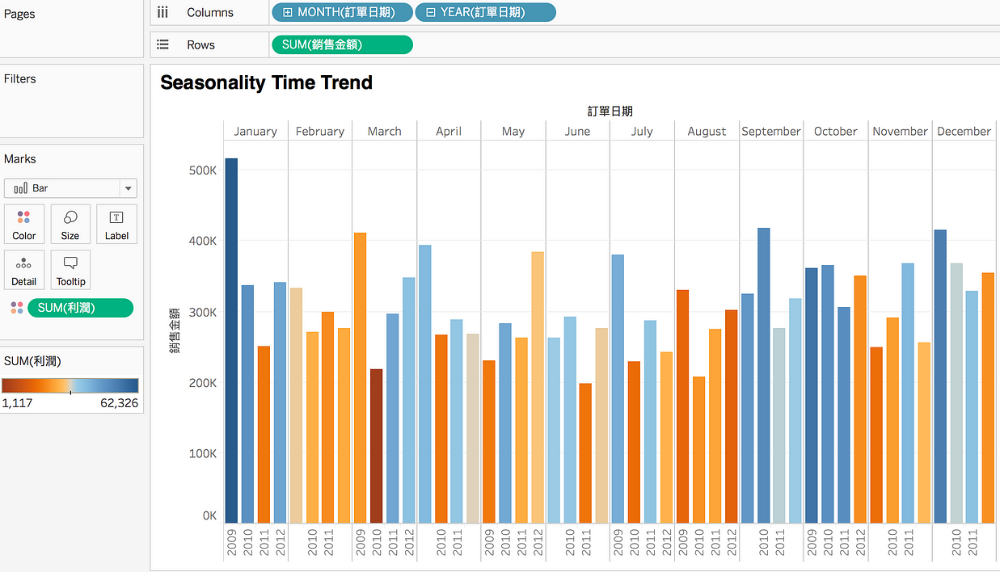 Pages
Columns
MONTH(訂單日期)
YEAR(訂單日期)
Rows
SUM(銷售金額)
Filters
Marks
Bar
Color
Size
Label
Detail
Tooltip
SUM(利潤)
SUM(利潤)
1,117
62,326
Seasonality Time Trend
訂單日期
January February March April May June July August September October November December
銷售金額
500K
400K
300K
200K
100K
0K
2009 2010 2011 2012 2010 2011 2009 2010 2011 2012 2010 2011 2009 2010 2011 2012 2010 2011 2009 2010 2011 2012 2009 2010 2011 2012 2010 2011 2009 2010 2011 2012 2010 2011 2010 2011